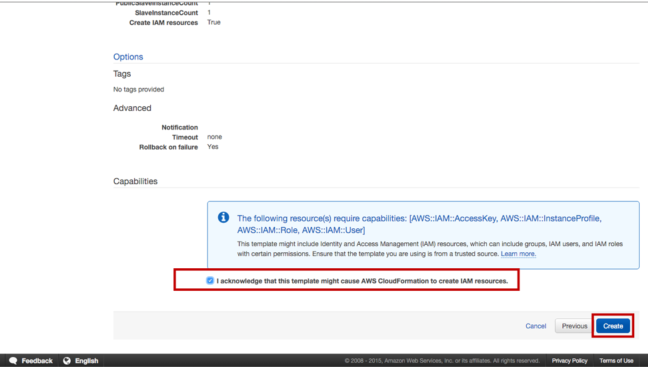 PublicSlaveInstanceCount 1
SlaveInstanceCount 1
Create IAM resources True
Options
Tags
No tags provided
Advanced
Notification
Timeout none
Rollback on failure Yes
Capabilities
The following resource(s) require capabilities: [AWS::IAM::AccessKey, AWS::IAM::InstanceProfile,
AWS::IAM::Role, AWS::IAM::User]
This template might include Identity and Access Management (IAM) resources, which can include groups, IAM users, and IAM roles
with certain permissions. Ensure that the template you are using is from a trusted source. Learn more.
I acknowledge that this template might cause AWS CloudFormation to create IAM resources.
Cancel Previous Create
Feedback English © 2008 - 2015, Amazon Web Services, Inc. or its affiliates. All rights reserved. Privacy Policy Terms of Use